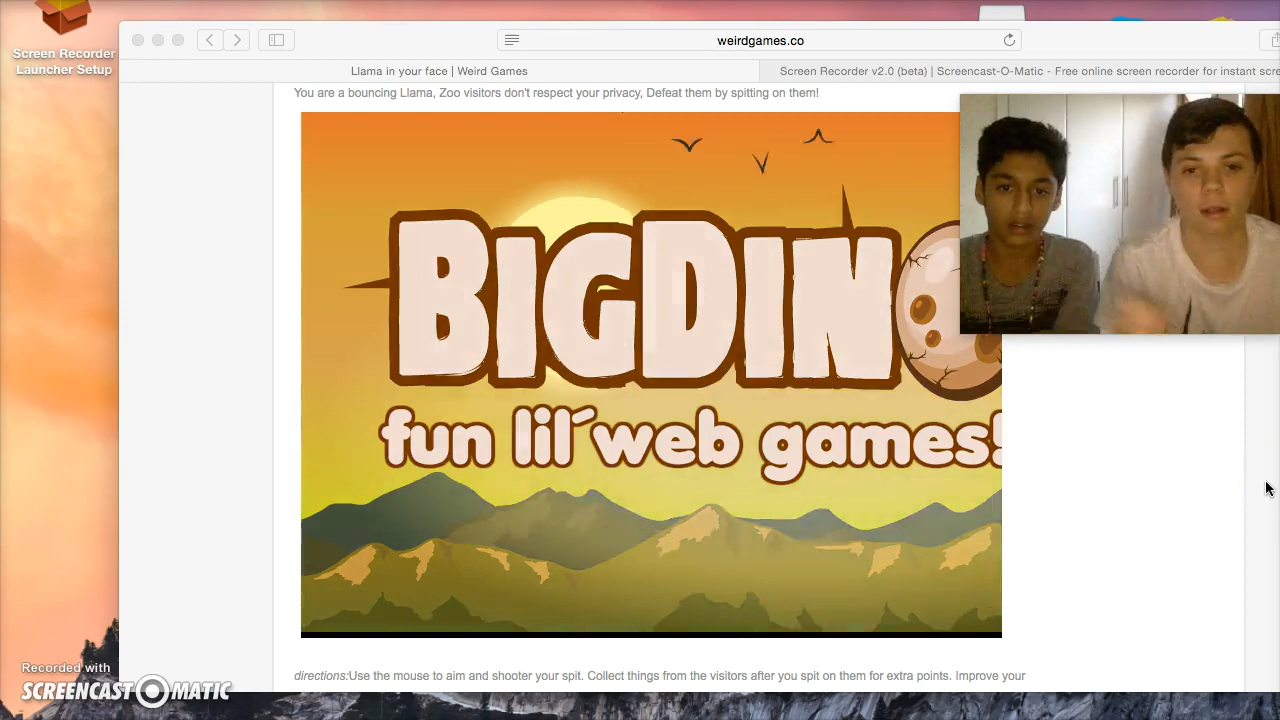 Screen Recorder
Launcher Setup
weirdgames.co
Llama in your face | Weird Games
Screen Recorder v2.0 (beta) | Screencast-O-Matic - Free online screen recorder for instant scre
You are a bouncing Llama, Zoo visitors don't respect your privacy, Defeat them by spitting on them!
BIGDINO
fun lil´web games!
directions:Use the mouse to aim and shooter your spit. Collect things from the visitors after you spit on them for extra points. Improve your
Recorded with
SCREENCAST-O-MATIC